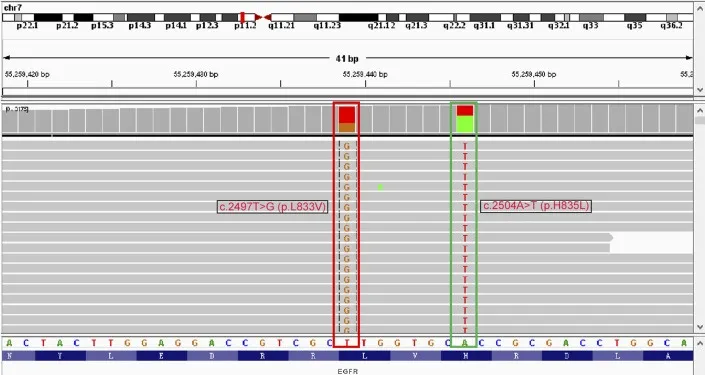 chr7
p22.1 p21.2 p15.3 p14.3 p14.1 p12.3 p11.2 q11.21 q11.23 q21.12 q21.3 q22.2 q31.1 q31.31 q32.1 q33 q35 q36.2
41 bp
55,259,420 bp 55,259,430 bp 55,259,440 bp 55,259,450 bp
G T
G T
G T
G T
G T
G T
c.2497T>G (p.L833V) G T c.2504A>T (p.H835L)
G T
G T
G T
G T
G T
G T
G T
G T
G T
G T
G T
G T
A C T A C T T G G A G G A C C G T C G C T T G G T G C A C C G C G A C C T G G C A
N Y L E D R R L V H R D L A
EGFR